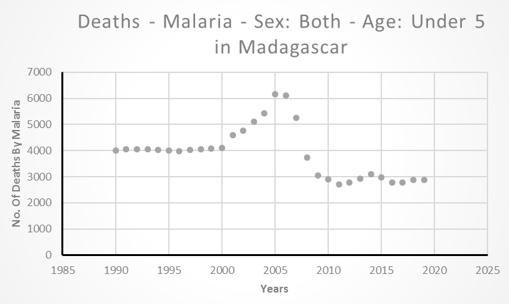 Deaths - Malaria - Sex: Both - Age: Under 5
in Madagascar
7000
6000
5000
4000
3000
2000
1000
0
No. Of Deaths By Malaria
1985 1990 1995 2000 2005 2010 2015 2020 2025
Years